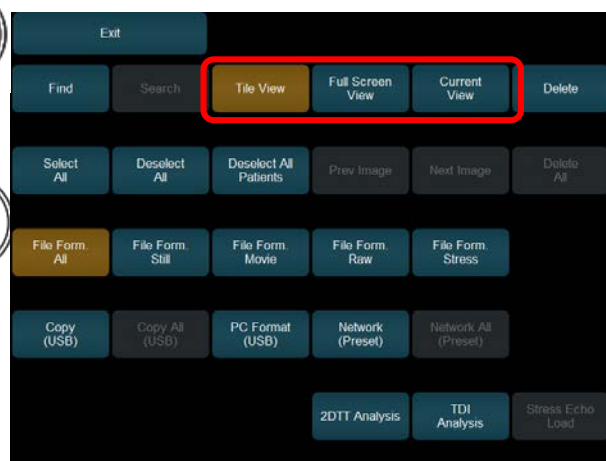 Exit
Find
Search
Tile View
Full Screen
View
Current
View
Delete
Select
All
Deselect
All
Deselect All
Patients
Prev Image
Next Image
Delete
All
File Form.
All
File Form.
Still
File Form.
Movie
File Form.
Raw
File Form.
Stress
Copy
(USB)
Copy All
(USB)
PC Format
(USB)
Network
(Preset)
Network All
(Preset)
2DTT Analysis
TDI
Analysis
Stress Echo
Load